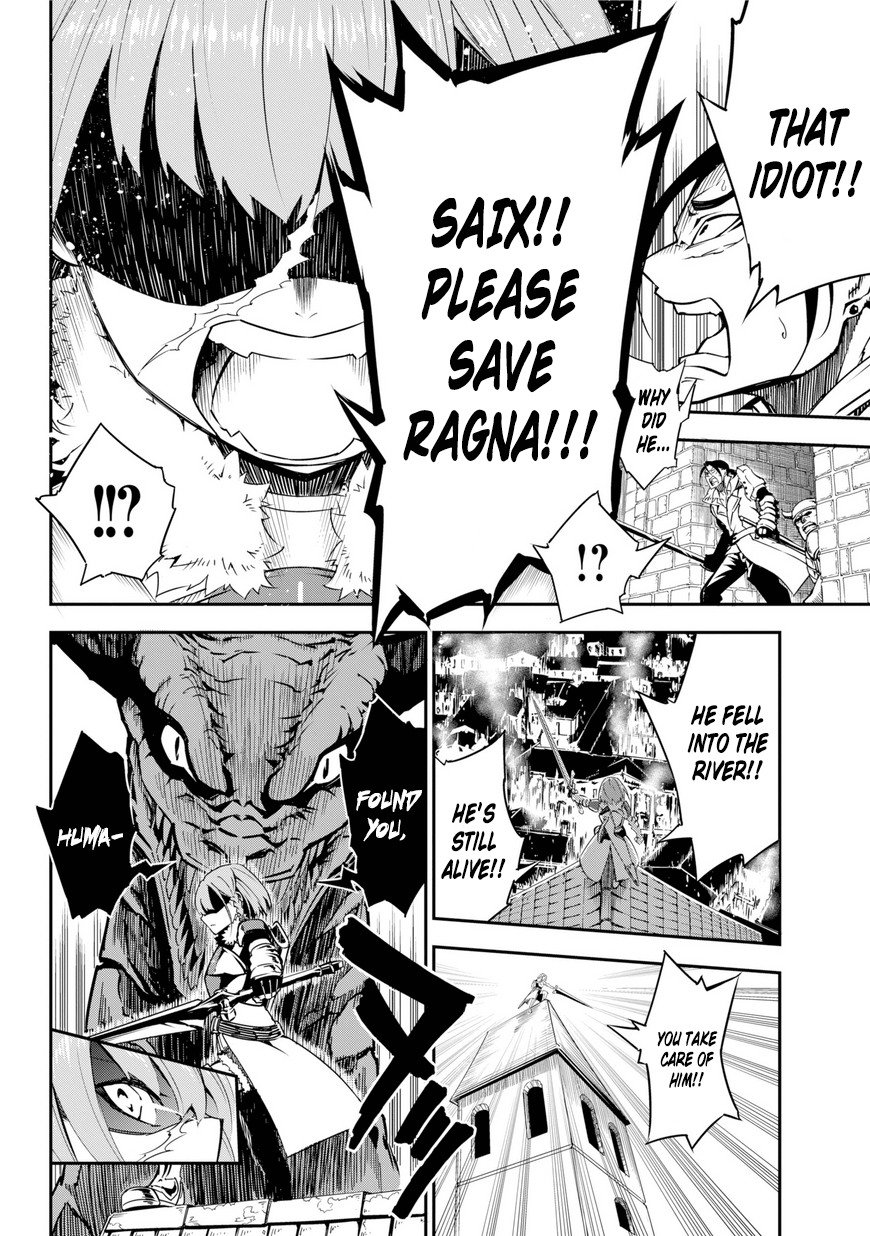 THAT
IDIOT!!
WHY
DID
HE...
SAIX!!
PLEASE
SAVE
RAGNA!!!
!?
!!?
HE FELL
INTO THE
RIVER!!
HE'S
STILL
ALIVE!!
YOU TAKE
CARE OF
HIM!!
FOUND
YOU,
HUMA-